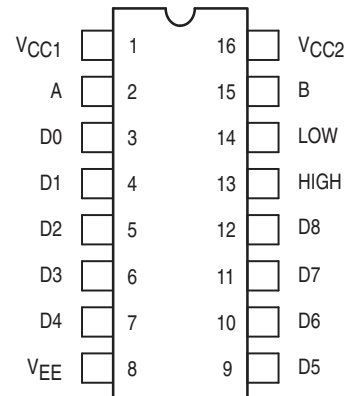 VCC1 1 16 VCC2
A 2 15 B
D0 3 14 LOW
D1 4 13 HIGH
D2 5 12 D8
D3 6 11 D7
D4 7 10 D6
VEE 8 9 D5